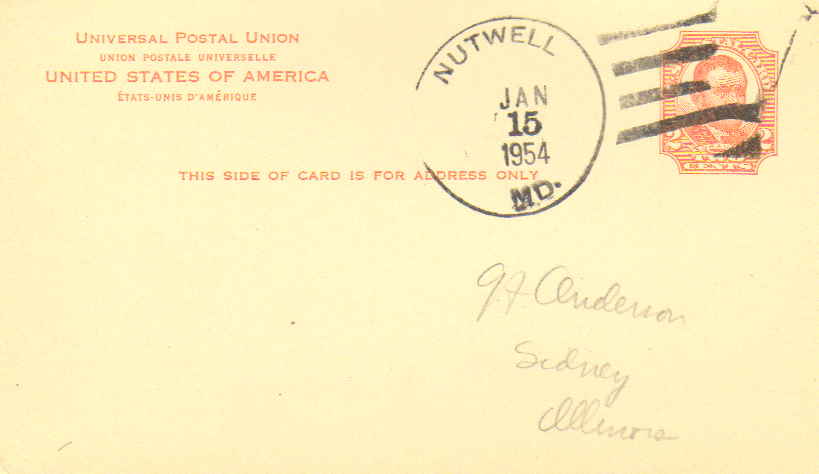 UNIVERSAL POSTAL UNION
UNION POSTALE UNIVERSELLE
UNITED STATES OF AMERICA
ÉTATS-UNIS D'AMÉRIQUE
NUTWELL
JAN
15
1954
MD.
THIS SIDE OF CARD IS FOR ADDRESS ONLY
G F Anderson
Sidney
Illinois